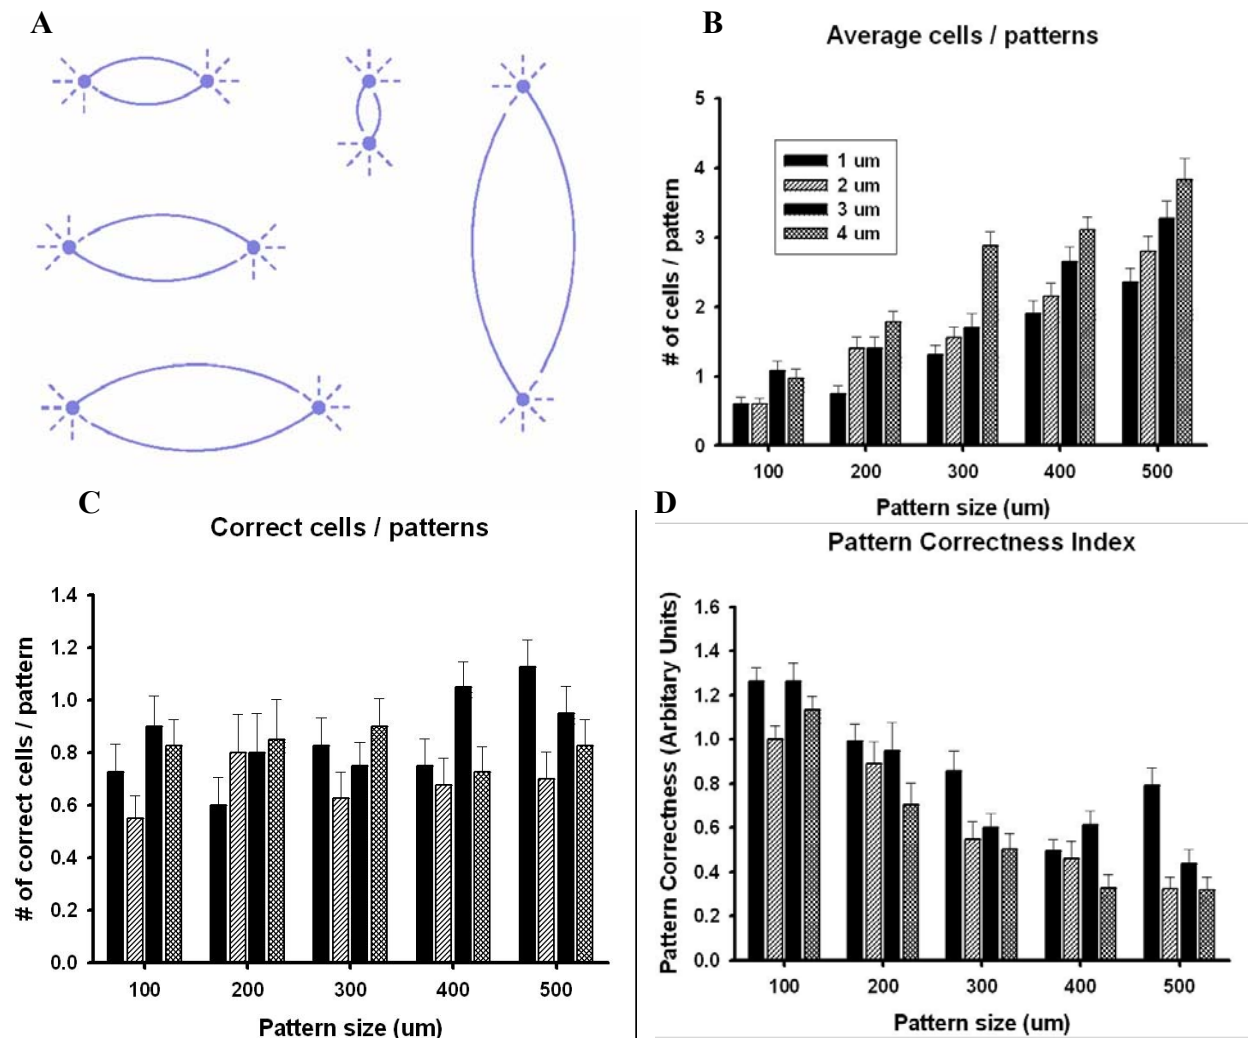 A
B
Average cells / patterns
# of cells / pattern
5
4
3
2
1
0
1 um
2 um
3 um
4 um
100 200 300 400 500
Pattern size (um)
C
Correct cells / patterns
# of correct cells / pattern
1.4
1.2
1.0
0.8
0.6
0.4
0.2
0.0
100 200 300 400 500
Pattern size (um)
D
Pattern Correctness Index
Pattern Correctness (Arbitary Units)
1.6
1.4
1.2
1.0
0.8
0.6
0.4
0.2
0.0
100 200 300 400 500
Pattern size (um)